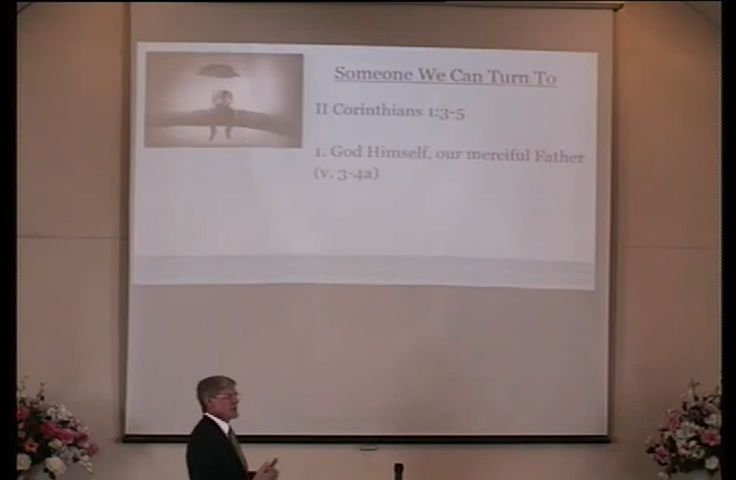 Someone We Can Turn To
II Corinthians 1:3-5
1. God Himself, our merciful Father
(v. 3-4a)